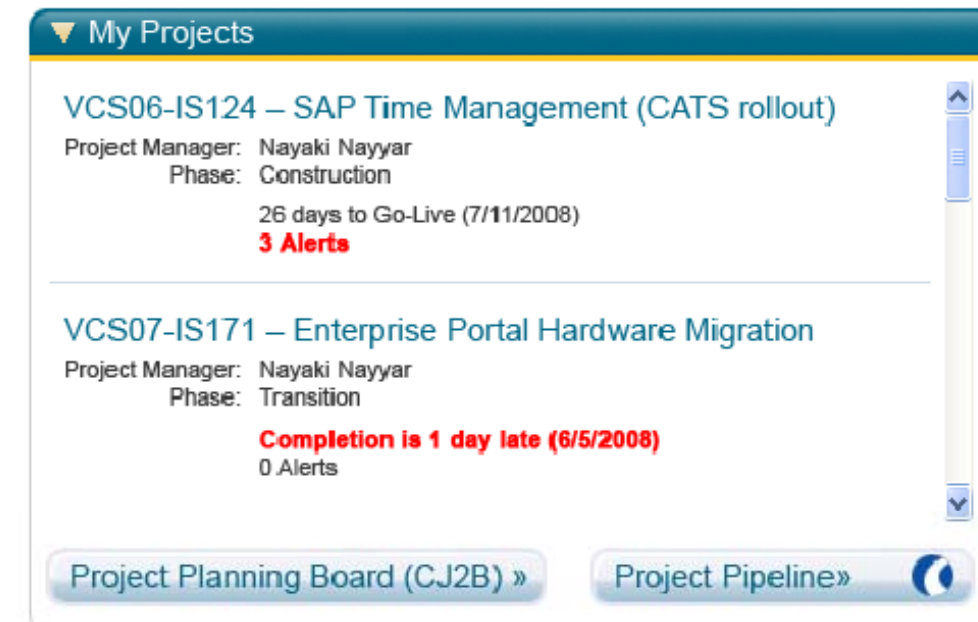 My Projects
VCS06-IS124 – SAP Time Management (CATS rollout)
Project Manager: Nayaki Nayyar
Phase: Construction
26 days to Go-Live (7/11/2008)
3 Alerts
VCS07-IS171 – Enterprise Portal Hardware Migration
Project Manager: Nayaki Nayyar
Phase: Transition
Completion is 1 day late (6/5/2008)
0 Alerts
Project Planning Board (CJ2B) » Project Pipeline»